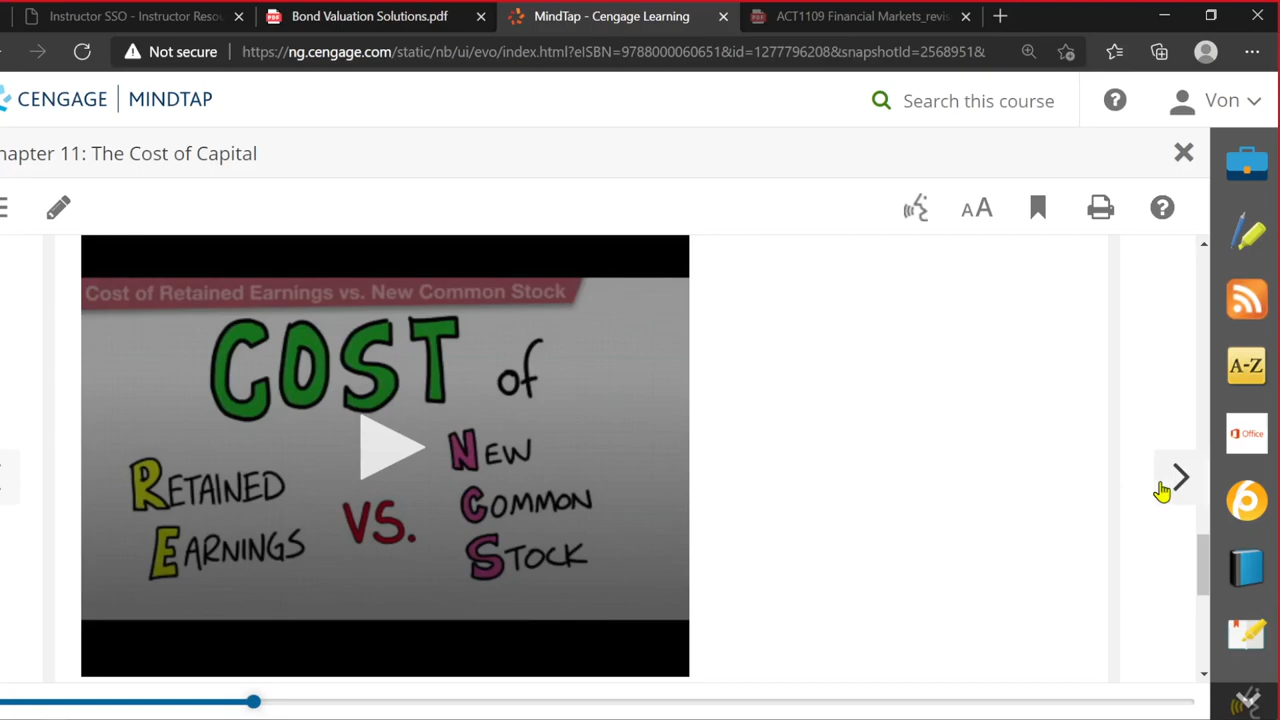 Instructor SSO - Instructor Resou
Bond Valuation Solutions.pdf
MindTap - Cengage Learning
ACT1109 Financial Markets_revis
Not secure
https://ng.cengage.com/static/nb/ui/evo/index.html?eISBN=9788000060651&id=1277796208&snapshotId=2568951&
CENGAGE | MINDTAP
Search this course
Von
hapter 11: The Cost of Capital
AA
Cost of Retained Earnings vs. New Common Stock
COST of
RETAINED EARNINGS
VS.
NEW COMMON STOCK
A-Z
Office